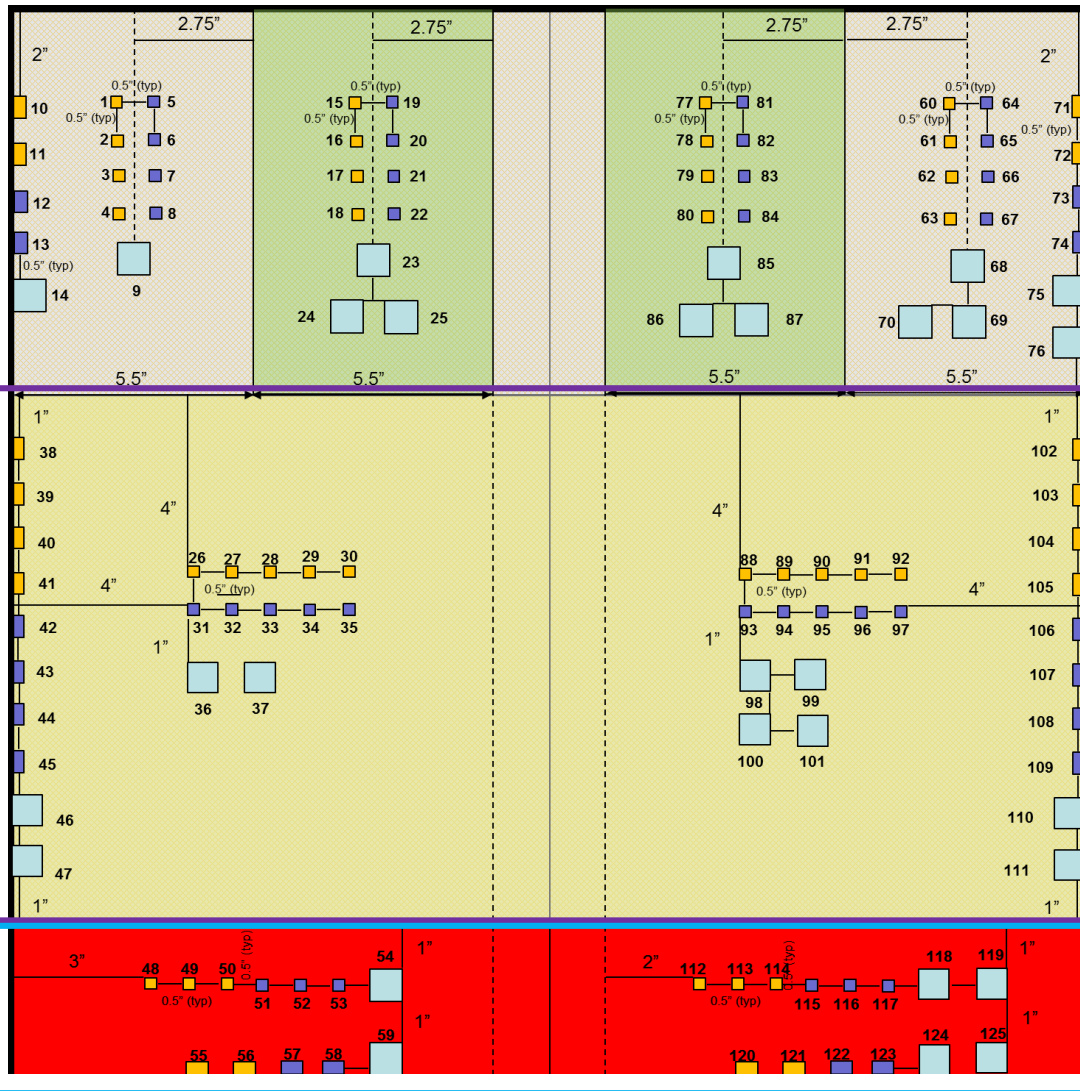 2.75” 2.75” 2.75” 2.75”
2” 2”
0.5” (typ) 0.5” (typ) 0.5” (typ) 0.5” (typ)
10 1 5 15 19 77 81 60 64 71
0.5” (typ) 0.5” (typ) 0.5” (typ) 0.5” (typ) 0.5” (typ)
11 2 6 16 20 78 82 61 65 72
3 7 17 21 79 83 62 66
12 73
4 8 18 22 80 84 63 67
13 74
0.5” (typ) 23 85 68
14 9 75
24 25 86 87 70 69
76
5.5” 5.5” 5.5” 5.5”
1” 1”
38 102
39 103
4” 4”
40 104
26 27 28 29 30 88 89 90 91 92
41 4” 0.5” (typ) 0.5” (typ) 4” 105
42 31 32 33 34 35 93 94 95 96 97 106
1” 1”
43 107
36 37 98 99
44 108
45 100 101 109
46 110
47 111
1” 1”
0.5” (typ) 0.5” (typ)
54 1” 118 119 1”
3” 48 49 50 2” 112 113 114
0.5” (typ) 51 52 53 0.5” (typ) 115 116 117
1” 1”
59 124 125
55 56 57 58 120 121 122 123